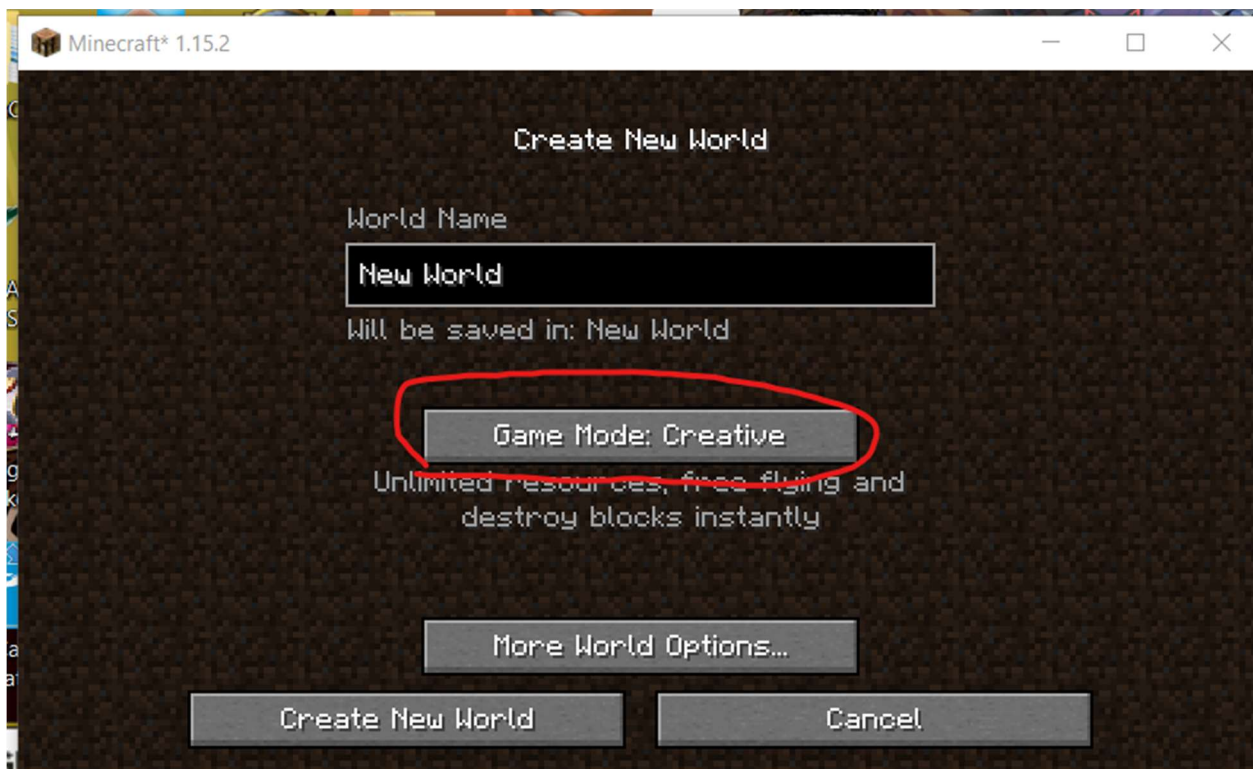 Minecraft* 1.15.2
Create New World
World Name
New World
Will be saved in: New World
Game Mode: Creative
Unlimited resources, free flying and
destroy blocks instantly
More World Options...
Create New World
Cancel